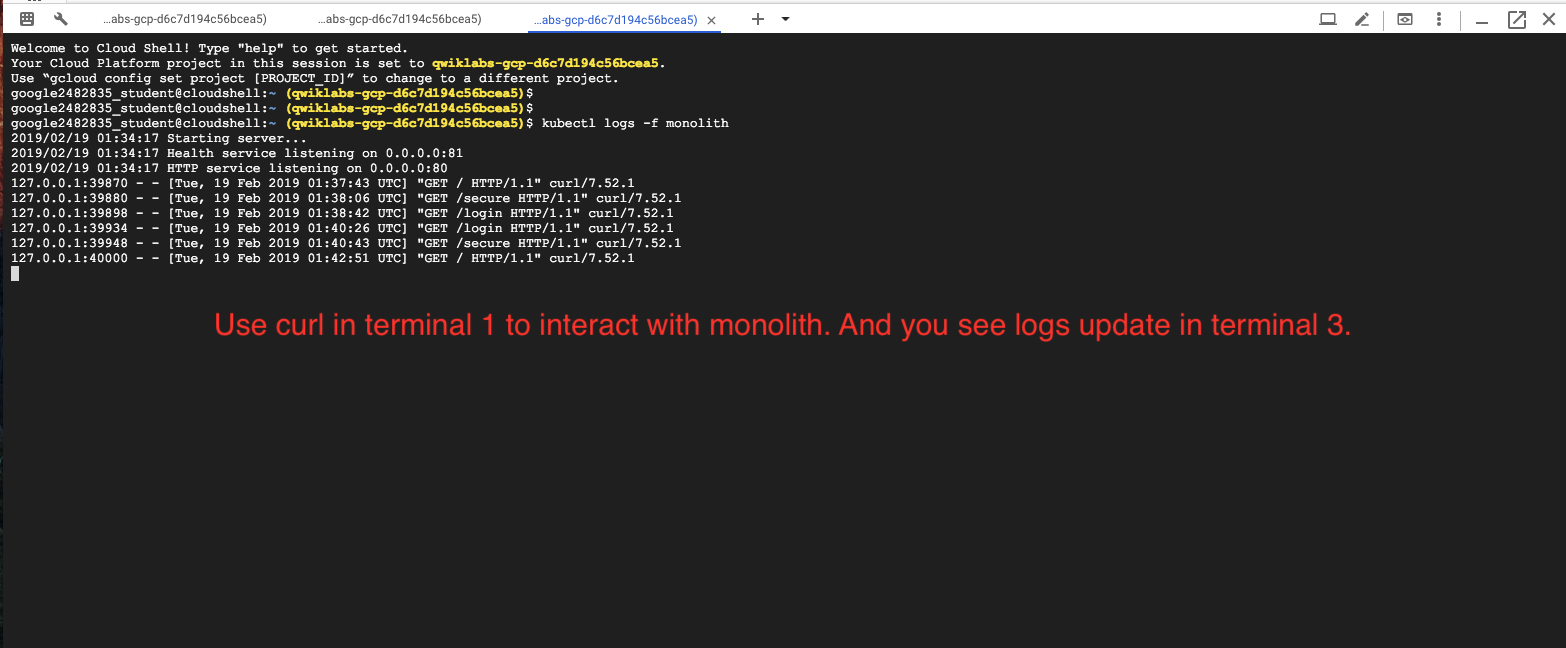 ...abs-gcp-d6c7d194c56bcea5) ...abs-gcp-d6c7d194c56bcea5) ...abs-gcp-d6c7d194c56bcea5)
Welcome to Cloud Shell! Type "help" to get started.
Your Cloud Platform project in this session is set to qwiklabs-gcp-d6c7d194c56bcea5.
Use “gcloud config set project [PROJECT_ID]” to change to a different project.
google2482835_student@cloudshell:~ (qwiklabs-gcp-d6c7d194c56bcea5)$
google2482835_student@cloudshell:~ (qwiklabs-gcp-d6c7d194c56bcea5)$
google2482835_student@cloudshell:~ (qwiklabs-gcp-d6c7d194c56bcea5)$ kubectl logs -f monolith
2019/02/19 01:34:17 Starting server...
2019/02/19 01:34:17 Health service listening on 0.0.0.0:81
2019/02/19 01:34:17 HTTP service listening on 0.0.0.0:80
127.0.0.1:39870 - - [Tue, 19 Feb 2019 01:37:43 UTC] "GET / HTTP/1.1" curl/7.52.1
127.0.0.1:39880 - - [Tue, 19 Feb 2019 01:38:06 UTC] "GET /secure HTTP/1.1" curl/7.52.1
127.0.0.1:39898 - - [Tue, 19 Feb 2019 01:38:42 UTC] "GET /login HTTP/1.1" curl/7.52.1
127.0.0.1:39934 - - [Tue, 19 Feb 2019 01:40:26 UTC] "GET /login HTTP/1.1" curl/7.52.1
127.0.0.1:39948 - - [Tue, 19 Feb 2019 01:40:43 UTC] "GET /secure HTTP/1.1" curl/7.52.1
127.0.0.1:40000 - - [Tue, 19 Feb 2019 01:42:51 UTC] "GET / HTTP/1.1" curl/7.52.1
Use curl in terminal 1 to interact with monolith. And you see logs update in terminal 3.